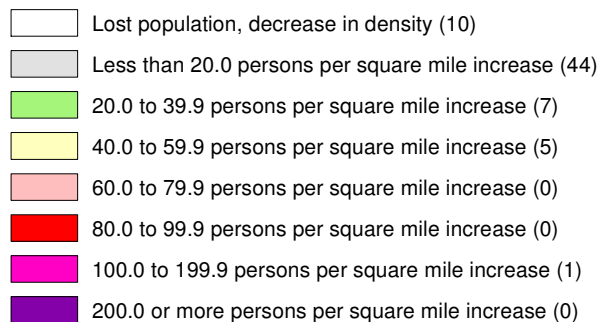 Lost population, decrease in density (10)
Less than 20.0 persons per square mile increase (44)
20.0 to 39.9 persons per square mile increase (7)
40.0 to 59.9 persons per square mile increase (5)
60.0 to 79.9 persons per square mile increase (0)
80.0 to 99.9 persons per square mile increase (0)
100.0 to 199.9 persons per square mile increase (1)
200.0 or more persons per square mile increase (0)